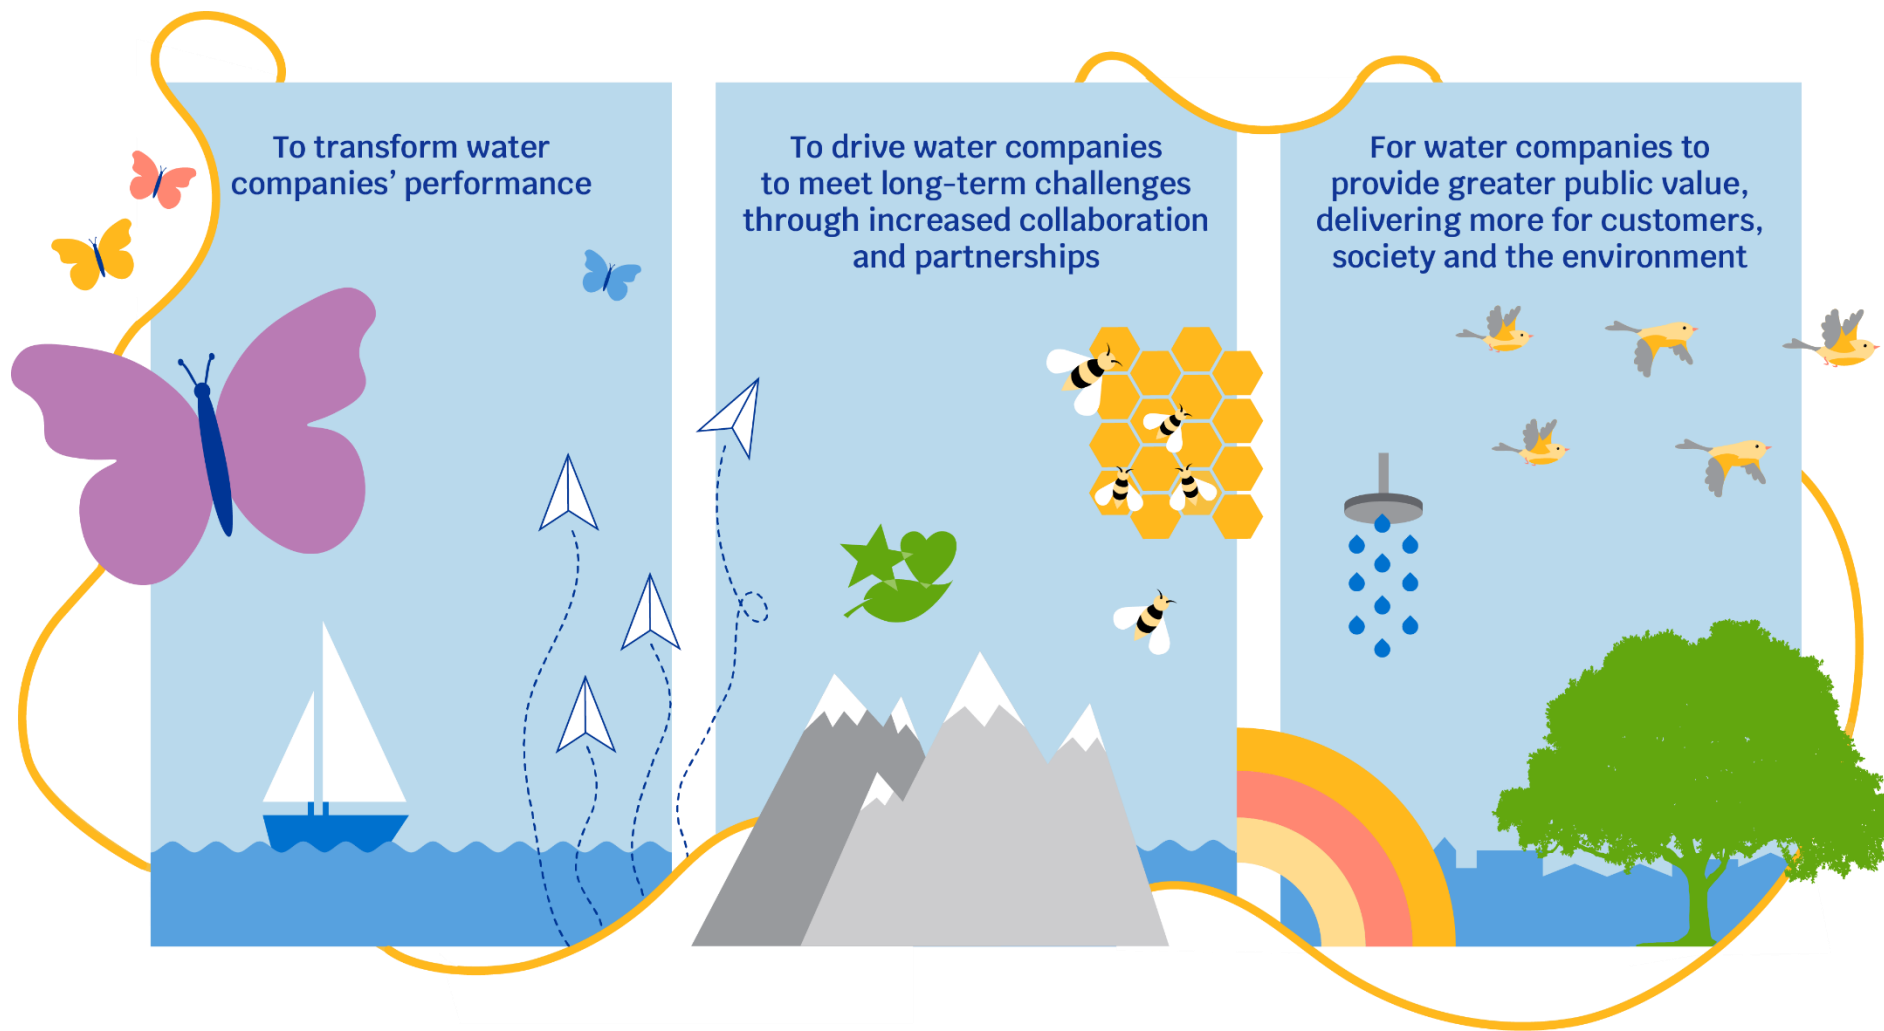 To transform water
companies’ performance
To drive water companies
to meet long-term challenges
through increased collaboration
and partnerships
For water companies to
provide greater public value,
delivering more for customers,
society and the environment